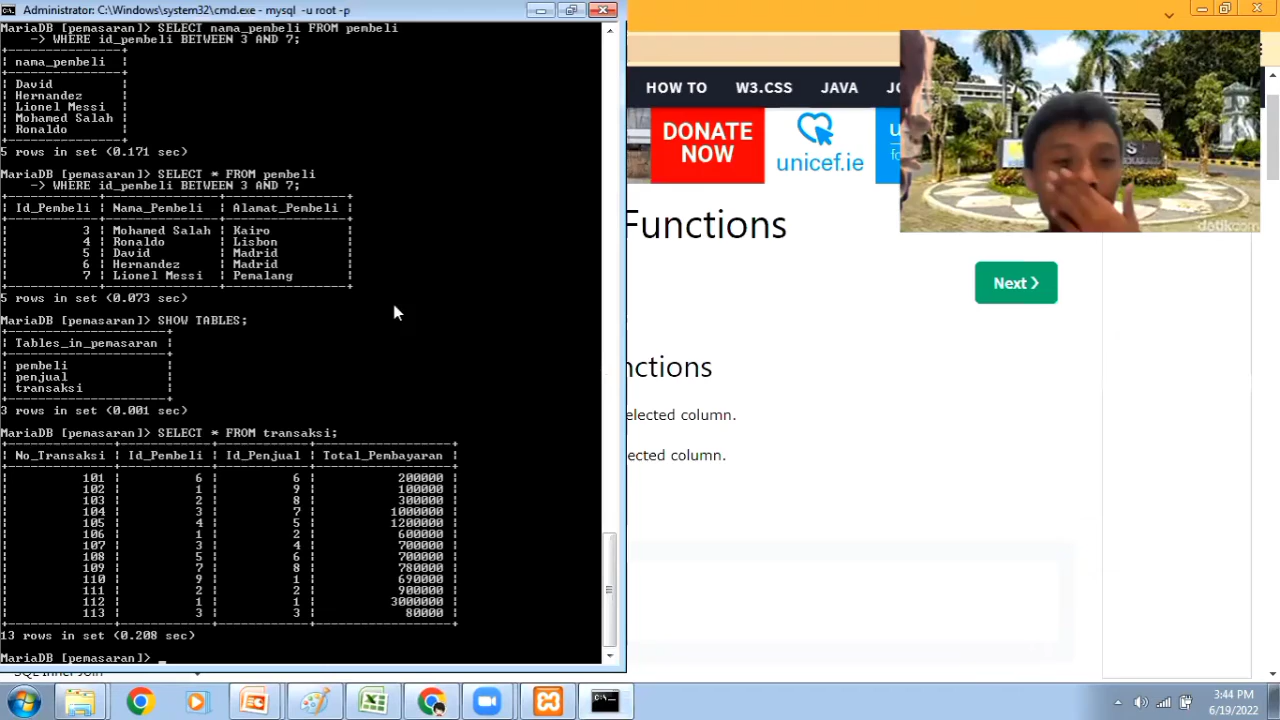 Administrator: C:\Windows\system32\cmd.exe - mysql -u root -p
MariaDB [pemasaran]> SELECT nama_pembeli FROM pembeli
-> WHERE id_pembeli BETWEEN 3 AND 7;
nama_pembeli
David
Hernandez
Lionel Messi
Mohamed Salah
Ronaldo
5 rows in set (0.171 sec)
MariaDB [pemasaran]> SELECT * FROM pembeli
-> WHERE id_pembeli BETWEEN 3 AND 7;
| Id_Pembeli | Nama_Pembeli | Alamat_Pembeli |
| 3 | Mohamed Salah | Kairo |
| 4 | Ronaldo | Lisbon |
| 5 | David | Madrid |
| 6 | Hernandez | Madrid |
| 7 | Lionel Messi | Pemalang |
5 rows in set (0.073 sec)
MariaDB [pemasaran]> SHOW TABLES;
Tables_in_pemasaran
pembeli
penjual
transaksi
3 rows in set (0.001 sec)
MariaDB [pemasaran]> SELECT * FROM transaksi;
| No_Transaksi | Id_Pembeli | Id_Penjual | Total_Pembayaran |
| 101 | 6 | 6 | 200000 |
| 102 | 1 | 9 | 100000 |
| 103 | 2 | 8 | 300000 |
| 104 | 3 | 7 | 1000000 |
| 105 | 4 | 5 | 1200000 |
| 106 | 1 | 2 | 600000 |
| 107 | 3 | 4 | 700000 |
| 108 | 5 | 6 | 700000 |
| 109 | 7 | 8 | 780000 |
| 110 | 9 | 1 | 690000 |
| 111 | 2 | 2 | 900000 |
| 112 | 1 | 1 | 3000000 |
| 113 | 3 | 3 | 80000 |
13 rows in set (0.208 sec)
MariaDB [pemasaran]>
HOW TO W3.CSS JAVA
DONATE
NOW
unicef.ie
detikcom
Functions
Next ❯
nctions
elected column.
ected column.
SQL Inner Join
3:44 PM
6/19/2022